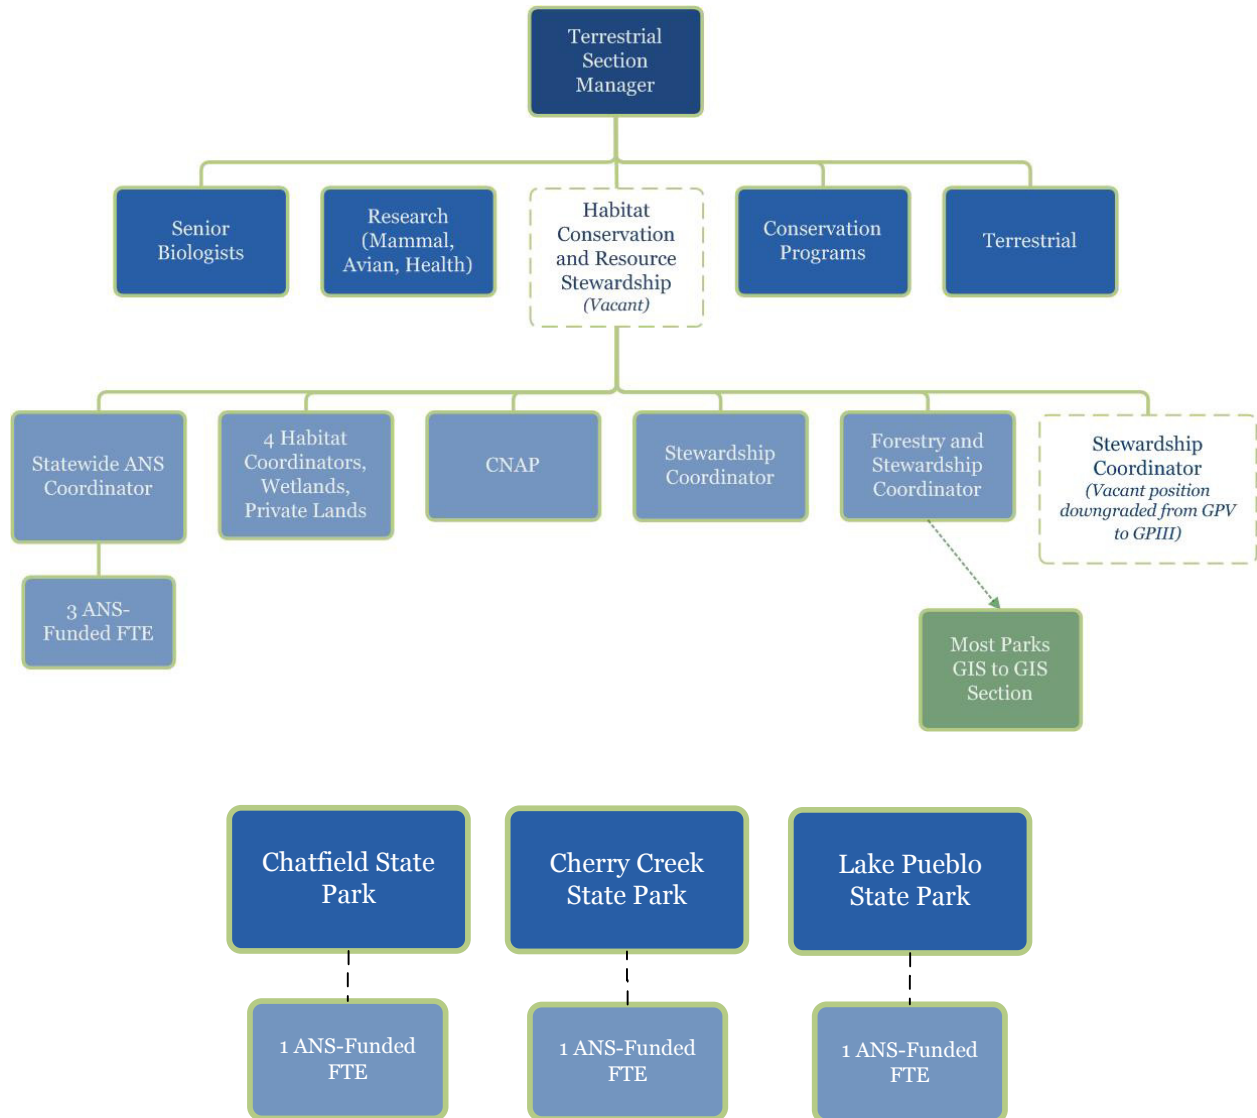 Terrestrial
Section
Manager
Senior
Biologists
Research
(Mammal,
Avian, Health)
Habitat
Conservation
and Resource
Stewardship
(Vacant)
Conservation
Programs
Terrestrial
Statewide ANS
Coordinator
4 Habitat
Coordinators,
Wetlands,
Private Lands
CNAP
Stewardship
Coordinator
Forestry and
Stewardship
Coordinator
Stewardship
Coordinator
(Vacant position
downgraded from GPV
to GPIII)
3 ANS-
Funded FTE
Most Parks
GIS to GIS
Section
Chatfield State
Park
Cherry Creek
State Park
Lake Pueblo
State Park
1 ANS-Funded
FTE
1 ANS-Funded
FTE
1 ANS-Funded
FTE